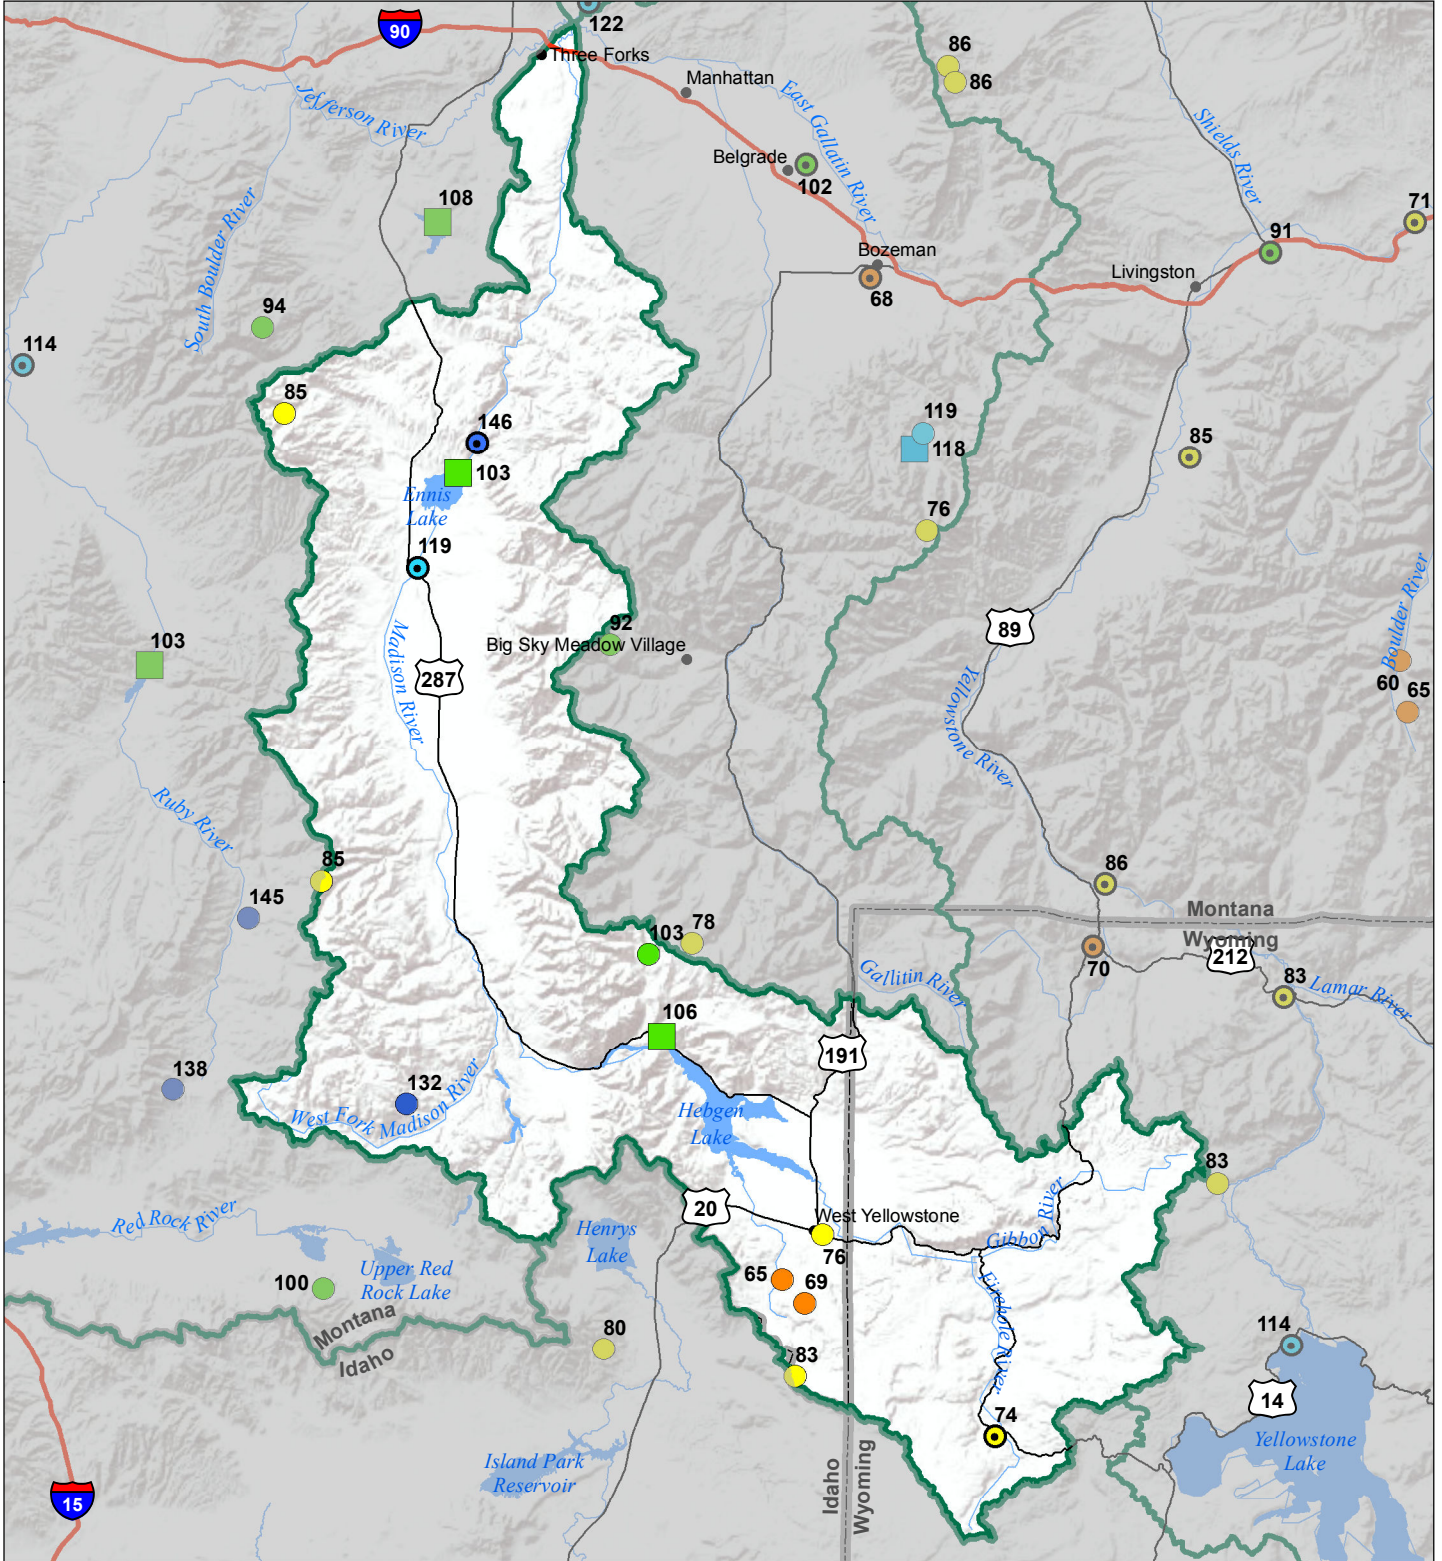 90
122
Three Forks
86
86
Manhattan
Jefferson River
East Gallatin River
Shields River
Belgrade
102
108
71
91
South Boulder River
Bozeman
68
Livingston
94
114
85
146
119
118
85
103
Ennis
Lake
76
119
Boulder River
92
Big Sky Meadow Village
89
103
Madison River
287
60
65
Yellowstone River
Ruby River
85
86
145
Montana
Wyoming
103
78
70
212
Gallitin River
83
Lamar River
106
191
138
132
West Fork Madison River
Hebgen
Lake
83
20
West Yellowstone
Red Rock River
Henrys
Lake
76
Gibbon River
Upper Red
Rock Lake
100
65
69
Firehole River
Montana
Idaho
80
83
114
14
74
Yellowstone
Lake
Island Park
Reservoir
Idaho
Wyoming
15